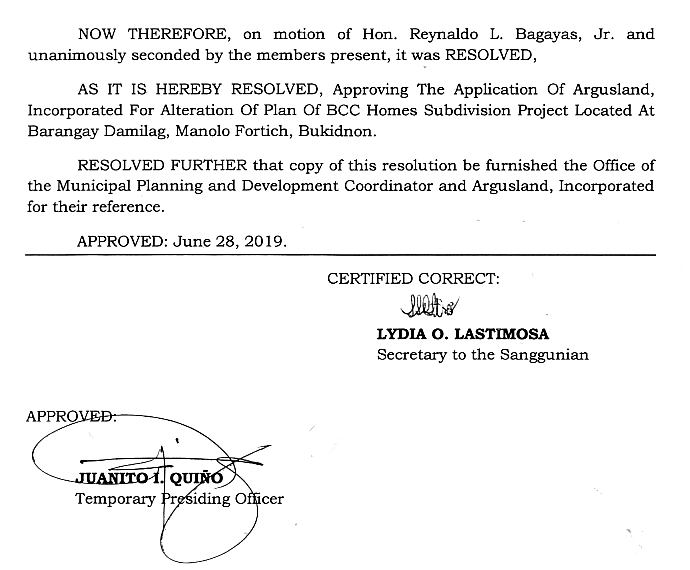 NOW THEREFORE, on motion of Hon. Reynaldo L. Bagayas, Jr. and
unanimously seconded by the members present, it was RESOLVED,
AS IT IS HEREBY RESOLVED, Approving The Application Of Argusland,
Incorporated For Alteration Of Plan Of BCC Homes Subdivision Project Located At
Barangay Damilag, Manolo Fortich, Bukidnon.
RESOLVED FURTHER that copy of this resolution be furnished the Office of
the Municipal Planning and Development Coordinator and Argusland, Incorporated
for their reference.
APPROVED: June 28, 2019.
CERTIFIED CORRECT:
LYDIA O. LASTIMOSA
Secretary to the Sanggunian
APPROVED:
JUANITO I. QUIÑO
Temporary Presiding Officer